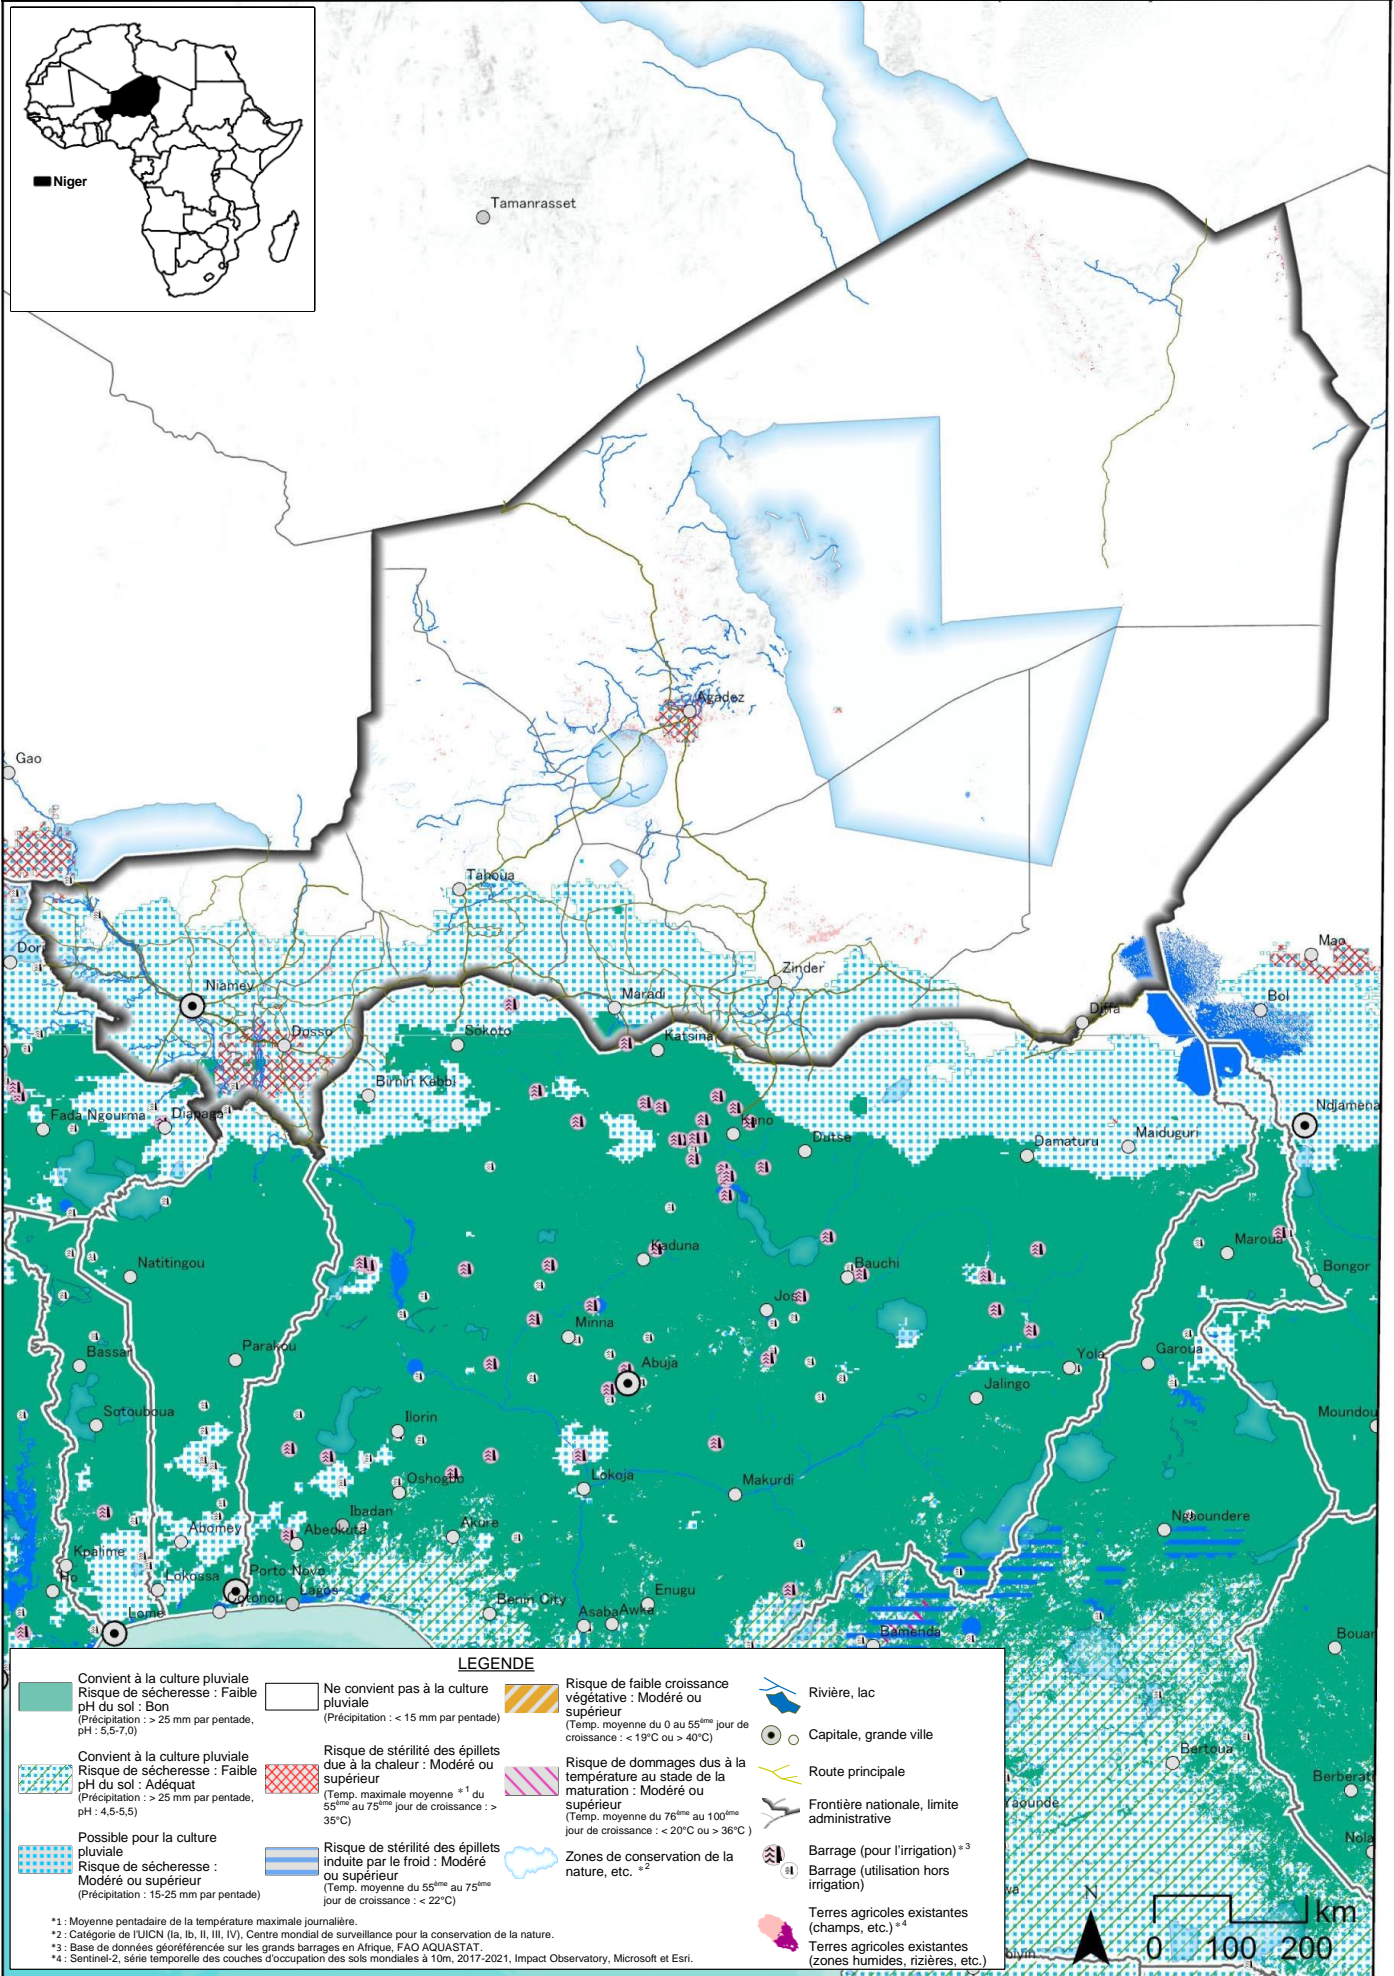 Niger
Tamanrasset
Agadez
Gao
Tahoua
Zinder
Mao
Dori
Niamey
Maradi
Diffa
Bol
Dosso
Sokoto
Katsina
Birnin Kebbi
Fada Ngourma
Diapaga
Kano
Dutse
Damaturu
Maiduguri
Ndjamena
Natitingou
Kaduna
Bauchi
Maroua
Bongor
Jos
Minna
Parakou
Bassar
Abuja
Yola
Garoua
Jalingo
Sotouboua
Ilorin
Moundou
Oshogbo
Lokoja
Makurdi
Ibadan
Abomey
Abeokuta
Akure
Ngaoundere
Kpalime
Ho
Lokossa
Porto Novo
Lagos
Cotonou
Lome
Benin City
Enugu
Asaba
Awka
Bamenda
Bouar
Bertoua
Berberati
Yaounde
Nola
LEGENDE
Convient à la culture pluviale
Risque de sécheresse : Faible
pH du sol : Bon
(Précipitation : > 25 mm par pentade,
pH : 5,5-7,0)
Convient à la culture pluviale
Risque de sécheresse : Faible
pH du sol : Adéquat
(Précipitation : > 25 mm par pentade,
pH : 4,5-5,5)
Possible pour la culture
pluviale
Risque de sécheresse :
Modéré ou supérieur
(Précipitation : 15-25 mm par pentade)
Ne convient pas à la culture
pluviale
(Précipitation : < 15 mm par pentade)
Risque de stérilité des épillets
due à la chaleur : Modéré ou
supérieur
(Temp. maximale moyenne *1 du
55ème au 75ème jour de croissance : >
35°C)
Risque de stérilité des épillets
induite par le froid : Modéré
ou supérieur
(Temp. moyenne du 55ème au 75ème
jour de croissance : < 22°C)
Risque de faible croissance
végétative : Modéré ou
supérieur
(Temp. moyenne du 0 au 55ème jour de
croissance : < 19°C ou > 40°C)
Risque de dommages dus à la
température au stade de la
maturation : Modéré ou
supérieur
(Temp. moyenne du 76ème au 100ème
jour de croissance : < 20°C ou > 36°C )
Zones de conservation de la
nature, etc. *2
Rivière, lac
Capitale, grande ville
Route principale
Frontière nationale, limite
administrative
Barrage (pour l'irrigation) *3
Barrage (utilisation hors
irrigation)
Terres agricoles existantes
(champs, etc.) *4
Terres agricoles existantes
(zones humides, rizières, etc.)
*1 : Moyenne pentadaire de la température maximale journalière.
*2 : Catégorie de l'UICN (Ia, Ib, II, III, IV), Centre mondial de surveillance pour la conservation de la nature.
*3 : Base de données géoréférencée sur les grands barrages en Afrique, FAO AQUASTAT.
*4 : Sentinel-2, série temporelle des couches d'occupation des sols mondiales à 10m, 2017-2021, Impact Observatory, Microsoft et Esri.
N
km
0 100 200